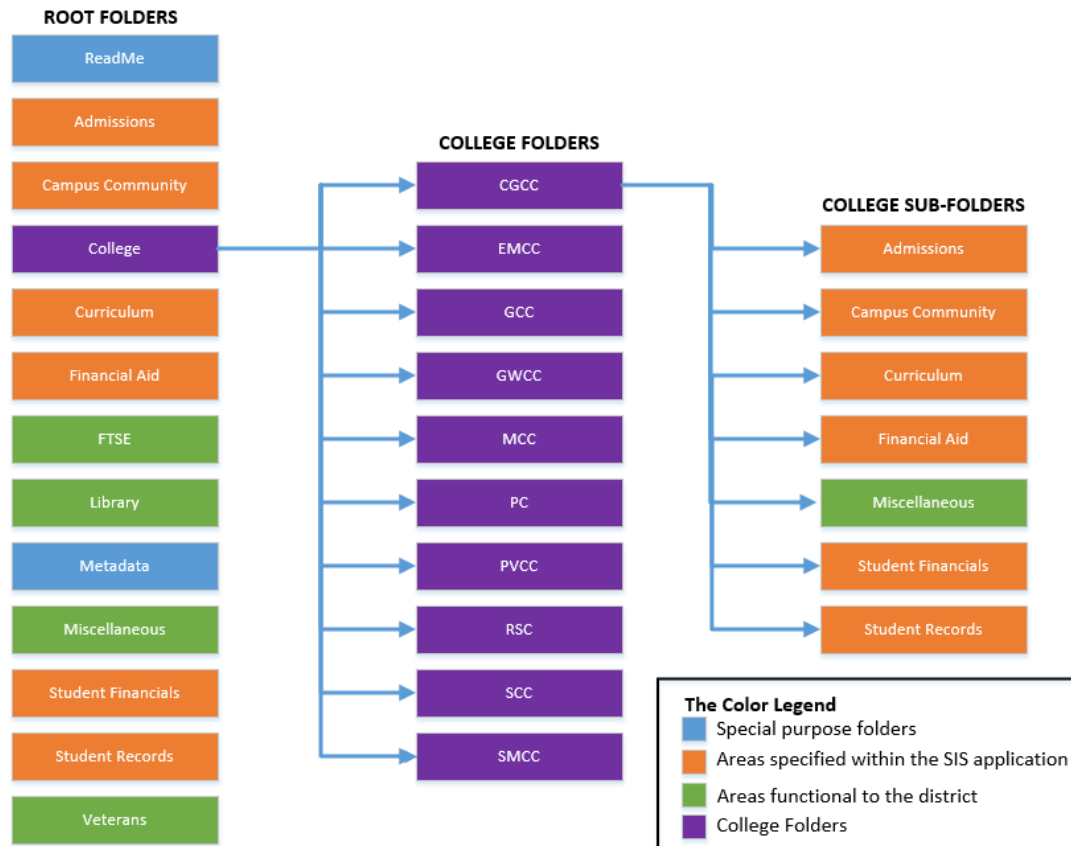 ROOT FOLDERS
ReadMe
Admissions
Campus Community
College
Curriculum
Financial Aid
FTSE
Library
Metadata
Miscellaneous
Student Financials
Student Records
Veterans
COLLEGE FOLDERS
CGCC
EMCC
GCC
GWCC
MCC
PC
PVCC
RSC
SCC
SMCC
COLLEGE SUB-FOLDERS
Admissions
Campus Community
Curriculum
Financial Aid
Miscellaneous
Student Financials
Student Records
The Color Legend
Special purpose folders
Areas specified within the SIS application
Areas functional to the district
College Folders